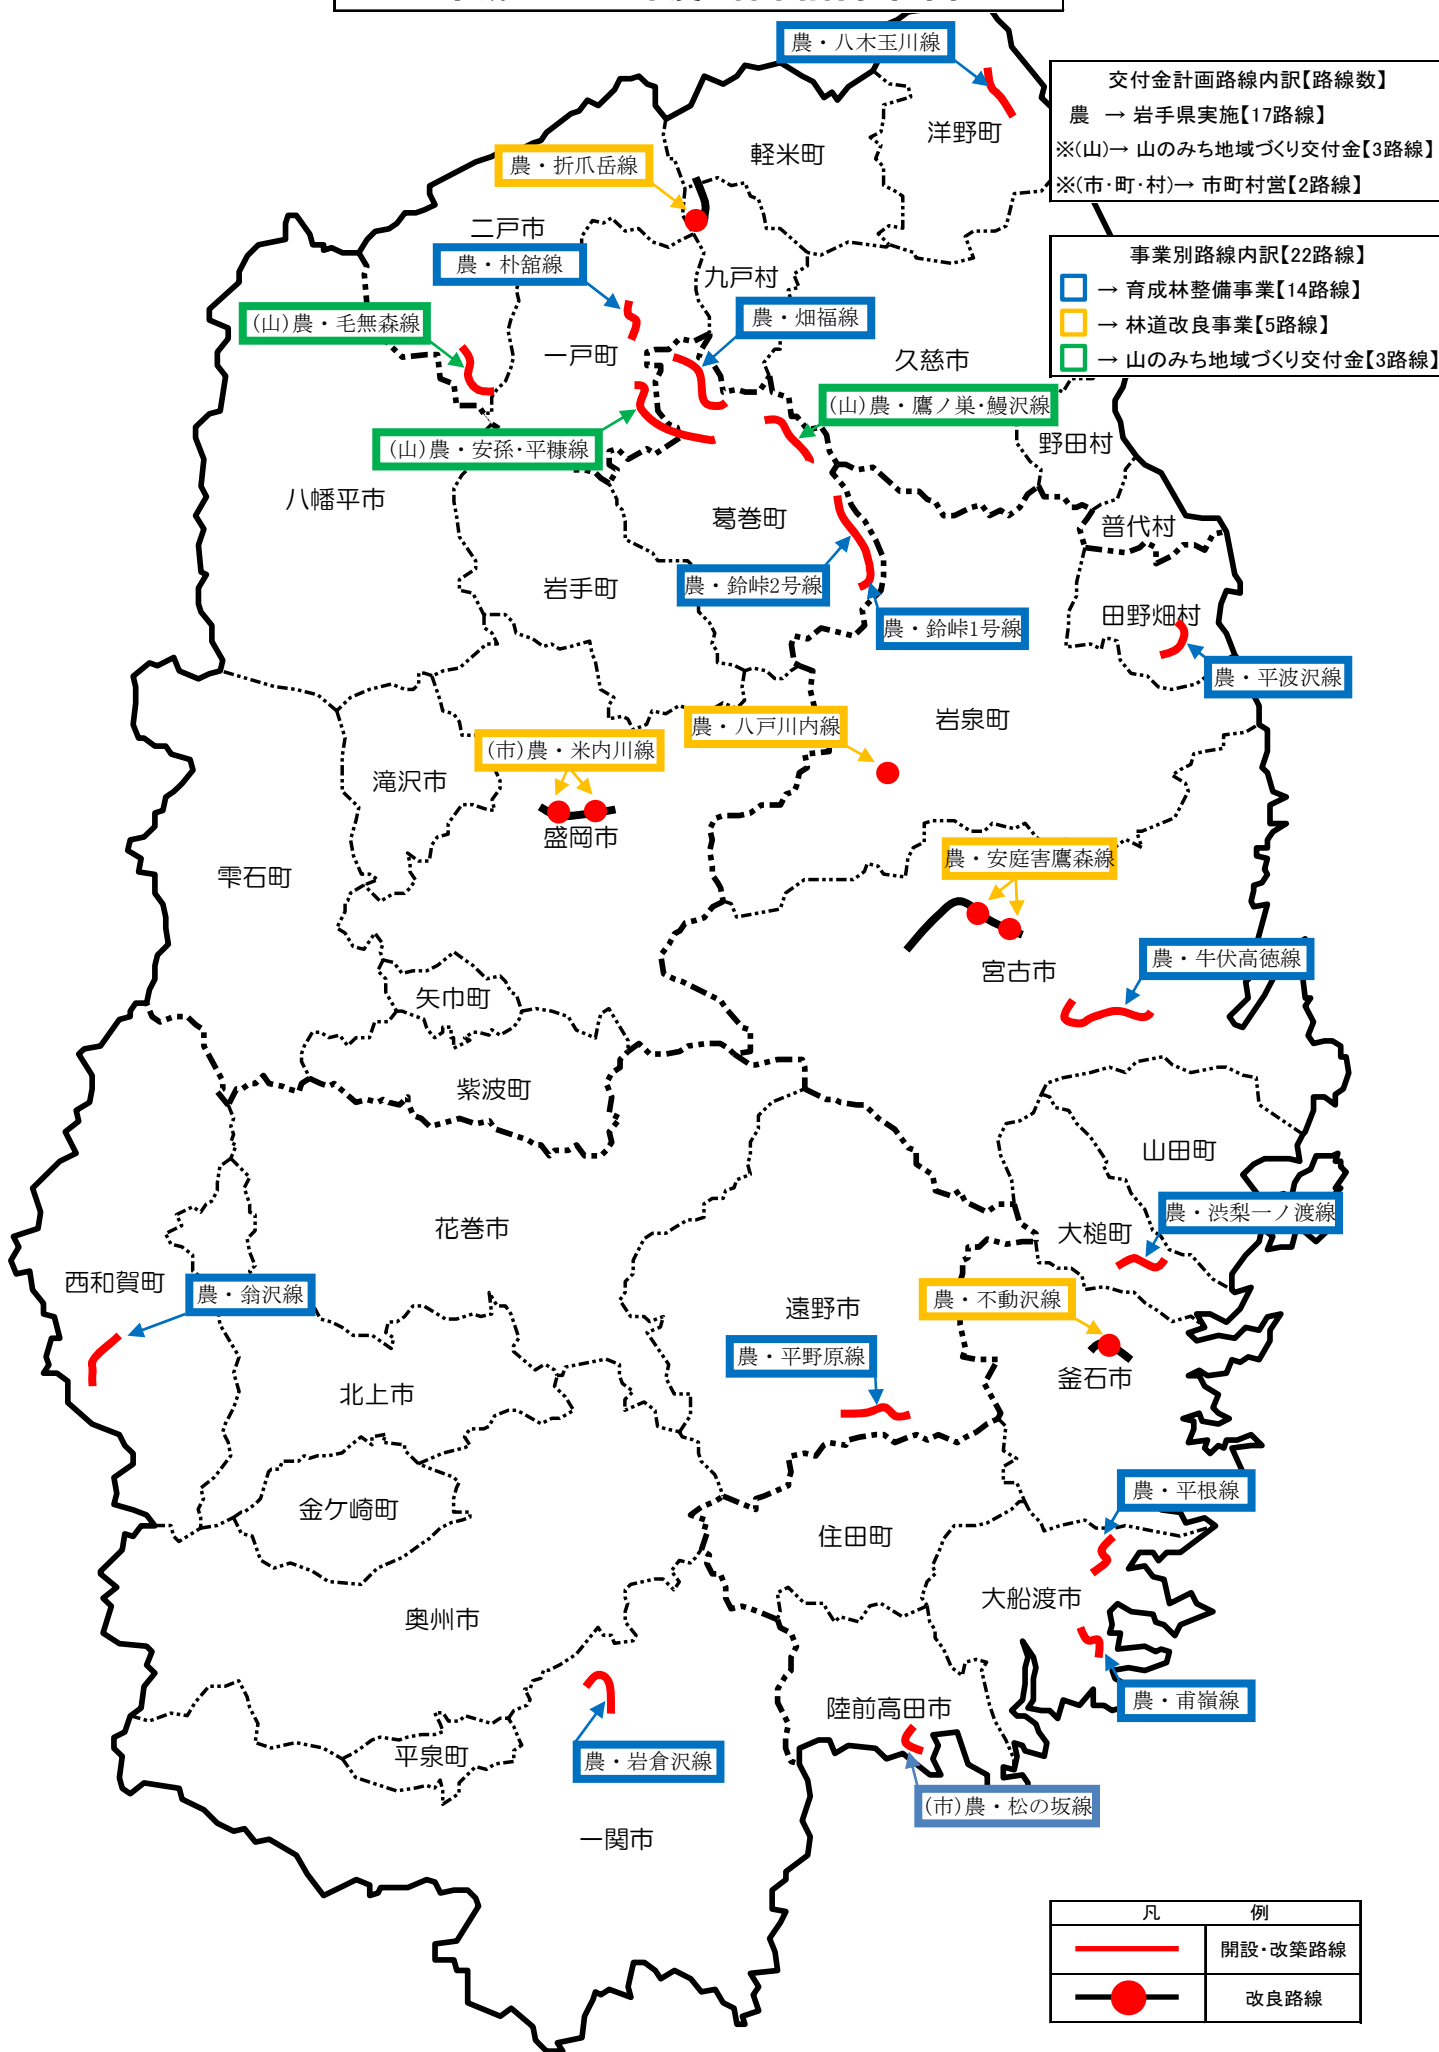 農・八木玉川線
交付金計画路線内訳【路線数】
農 → 岩手県実施【17路線】
※(山)→ 山のみち地域づくり交付金【3路線】
※(市・町・村)→ 市町村営【2路線】
洋野町
軽米町
農・折爪岳線
二戸市
事業別路線内訳【22路線】
→ 育成林整備事業【14路線】
→ 林道改良事業【5路線】
→ 山のみち地域づくり交付金【3路線】
農・朴舘線
九戸村
(山)農・毛無森線
農・畑福線
一戸町
久慈市
(山)農・鷹ノ巣・鰻沢線
(山)農・安孫・平糠線
野田村
八幡平市
葛巻町
普代村
岩手町
農・鈴峠2号線
田野畑村
農・鈴峠1号線
農・平波沢線
岩泉町
農・八戸川内線
(市)農・米内川線
滝沢市
盛岡市
農・安庭害鷹森線
雫石町
農・牛伏高徳線
宮古市
矢巾町
紫波町
山田町
農・渋梨一ノ渡線
花巻市
大槌町
西和賀町
農・翁沢線
農・不動沢線
遠野市
農・平野原線
釜石市
北上市
農・平根線
金ケ崎町
住田町
大船渡市
奥州市
農・甫嶺線
陸前高田市
平泉町
農・岩倉沢線
(市)農・松の坂線
一関市
凡 例
開設・改築路線
改良路線